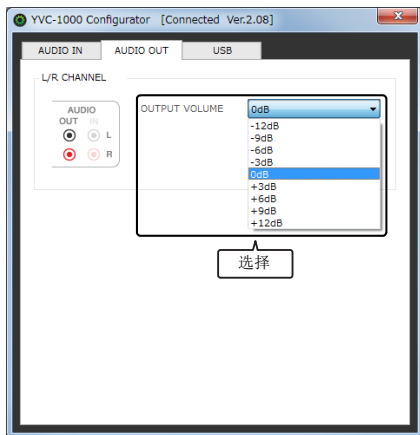 YVC-1000 Configurator [Connected Ver.2.08]
AUDIO IN AUDIO OUT USB
L/R CHANNEL
AUDIO
OUT IN
L
R
OUTPUT VOLUME 0dB
-12dB
-9dB
-6dB
-3dB
0dB
+3dB
+6dB
+9dB
+12dB
选择